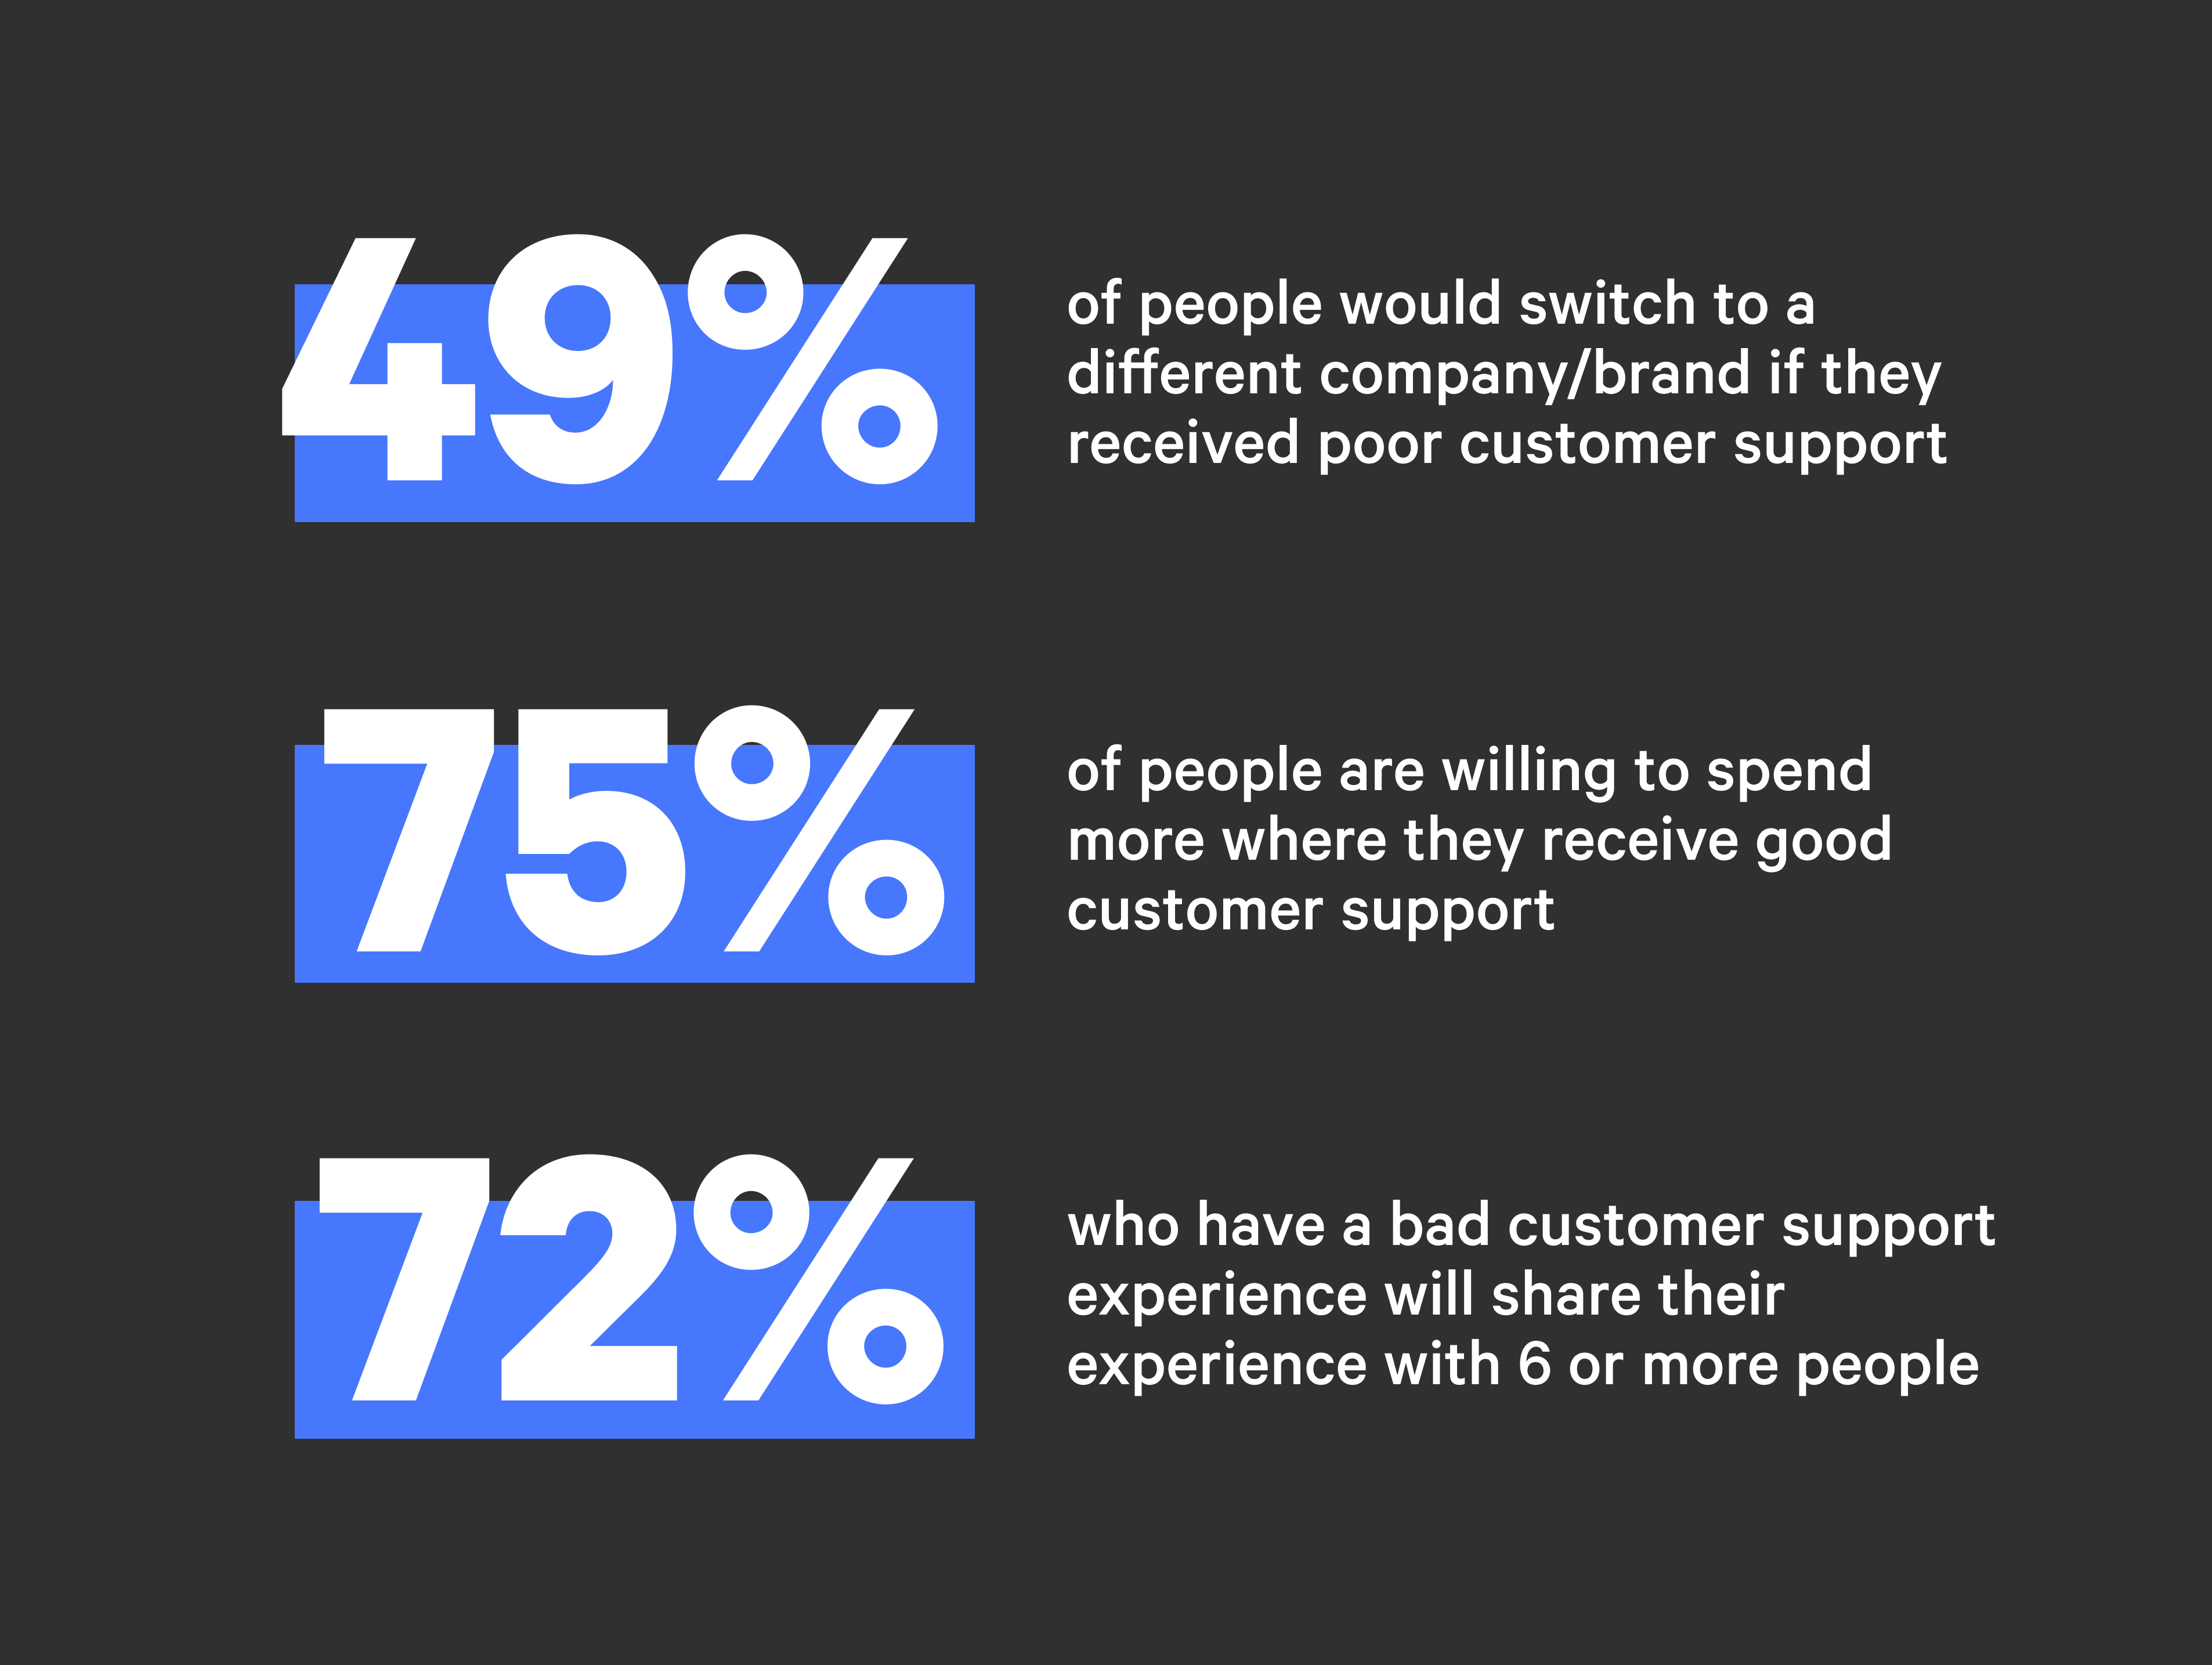 49%
of people would switch to a
different company/brand if they
received poor customer support
75%
of people are willing to spend
more where they receive good
customer support
72%
who have a bad customer support
experience will share their
experience with 6 or more people